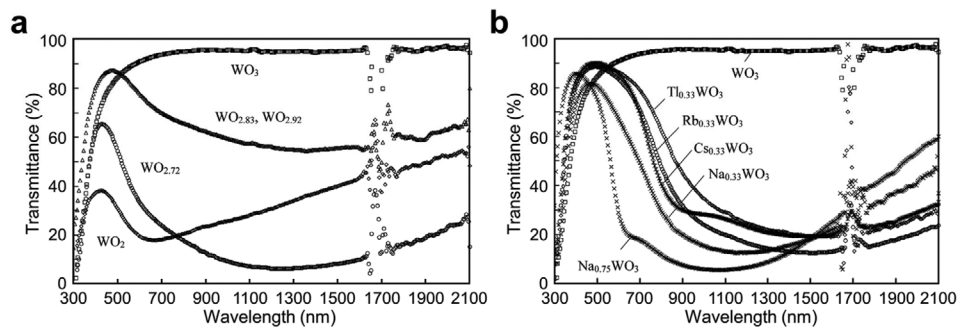 a
Transmittance (%)
100
80
60
40
20
0
WO3
WO2.83, WO2.92
WO2.72
WO2
300 500 700 900 1100 1300 1500 1700 1900 2100
Wavelength (nm)
b
Transmittance (%)
100
80
60
40
20
0
WO3
Tl0.33WO3
Rb0.33WO3
Cs0.33WO3
Na0.33WO3
Na0.75WO3
300 500 700 900 1100 1300 1500 1700 1900 2100
Wavelength (nm)